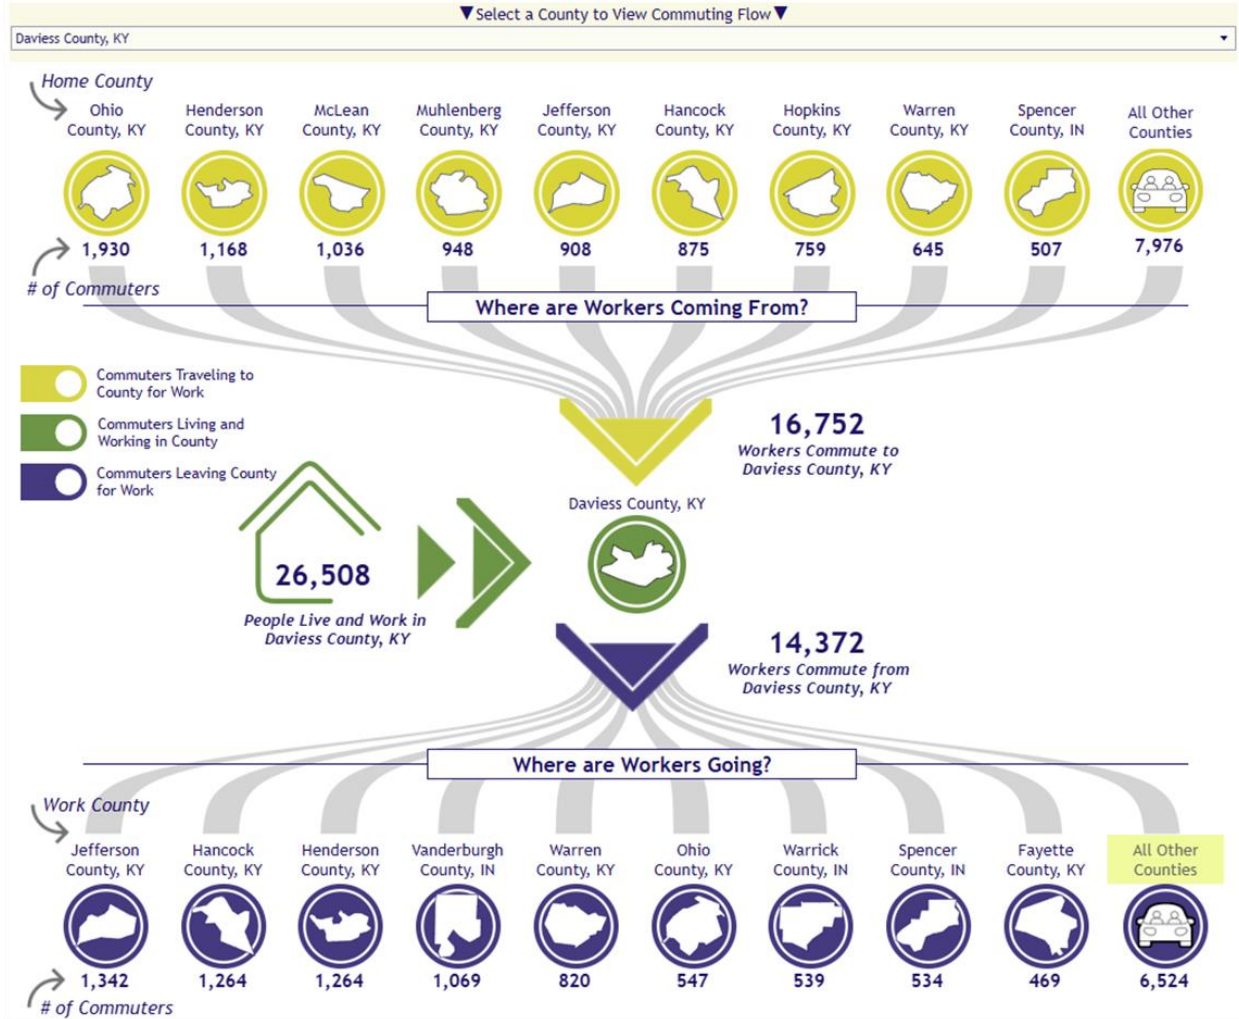 ▼Select a County to View Commuting Flow▼
Daviess County, KY
Home County
Ohio County, KY
Henderson County, KY
McLean County, KY
Muhlenberg County, KY
Jefferson County, KY
Hancock County, KY
Hopkins County, KY
Warren County, KY
Spencer County, IN
All Other Counties
1,930
1,168
1,036
948
908
875
759
645
507
7,976
# of Commuters
Where are Workers Coming From?
Commuters Traveling to
County for Work
Commuters Living and
Working in County
Commuters Leaving County
for Work
16,752
Workers Commute to
Daviess County, KY
Daviess County, KY
26,508
People Live and Work in
Daviess County, KY
14,372
Workers Commute from
Daviess County, KY
Where are Workers Going?
Work County
Jefferson County, KY
Hancock County, KY
Henderson County, KY
Vanderburgh County, IN
Warren County, KY
Ohio County, KY
Warrick County, IN
Spencer County, IN
Fayette County, KY
All Other Counties
1,342
1,264
1,264
1,069
820
547
539
534
469
6,524
# of Commuters